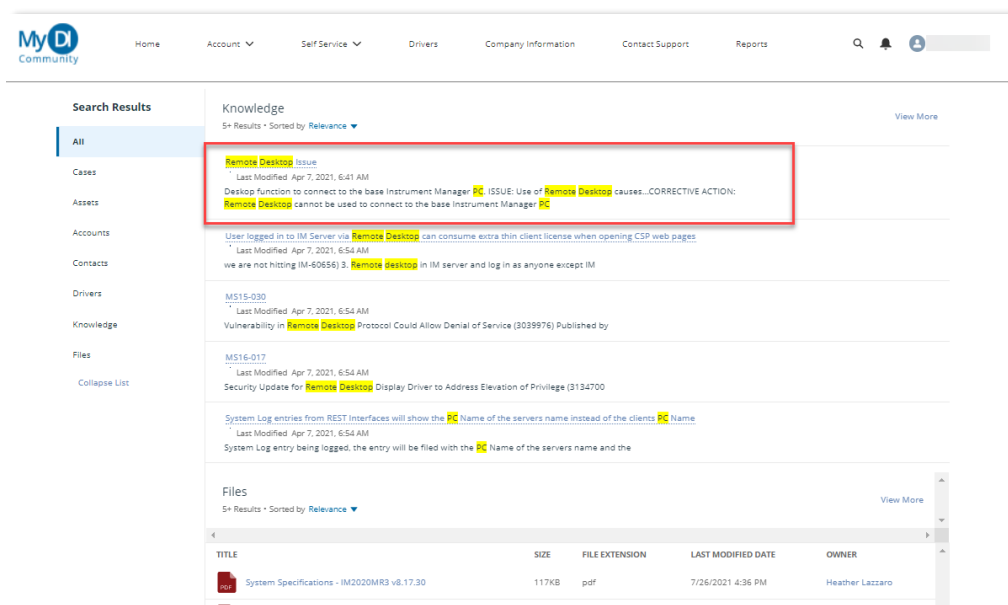 MyDI
Community
Home
Account
Self Service
Drivers
Company Information
Contact Support
Reports
Search Results
All
Cases
Assets
Accounts
Contacts
Drivers
Knowledge
Files
Collapse List
Knowledge
View More
5+ Results • Sorted by Relevance
Remote Desktop Issue
Last Modified Apr 7, 2021, 6:41 AM
Deskop function to connect to the base Instrument Manager PC. ISSUE: Use of Remote Desktop causes...CORRECTIVE ACTION:
Remote Desktop cannot be used to connect to the base Instrument Manager PC
User logged in to IM Server via Remote Desktop can consume extra thin client license when opening CSP web pages
Last Modified Apr 7, 2021, 6:54 AM
we are not hitting IM-60656) 3. Remote desktop in IM server and log in as anyone except IM
MS15-030
Last Modified Apr 7, 2021, 6:54 AM
Vulnerability in Remote Desktop Protocol Could Allow Denial of Service (3039976) Published by
MS16-017
Last Modified Apr 7, 2021, 6:54 AM
Security Update for Remote Desktop Display Driver to Address Elevation of Privilege (3134700
System Log entries from REST Interfaces will show the PC Name of the servers name instead of the clients PC Name
Last Modified Apr 7, 2021, 6:54 AM
System Log entry being logged, the entry will be filed with the PC Name of the servers name and the
Files
View More
5+ Results • Sorted by Relevance
TITLE SIZE FILE EXTENSION LAST MODIFIED DATE OWNER
PDF System Specifications - IM2020MR3 v8.17.30 117KB pdf 7/26/2021 4:36 PM Heather Lazzaro